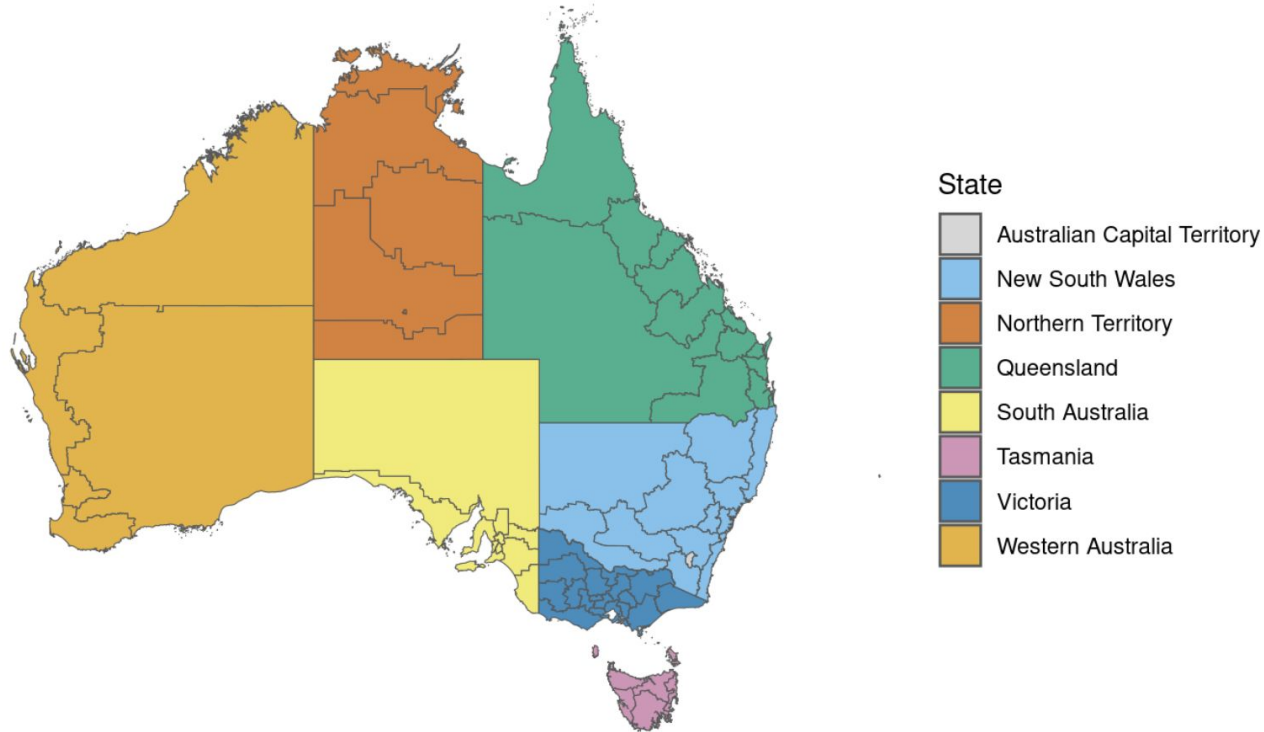 State
Australian Capital Territory
New South Wales
Northern Territory
Queensland
South Australia
Tasmania
Victoria
Western Australia